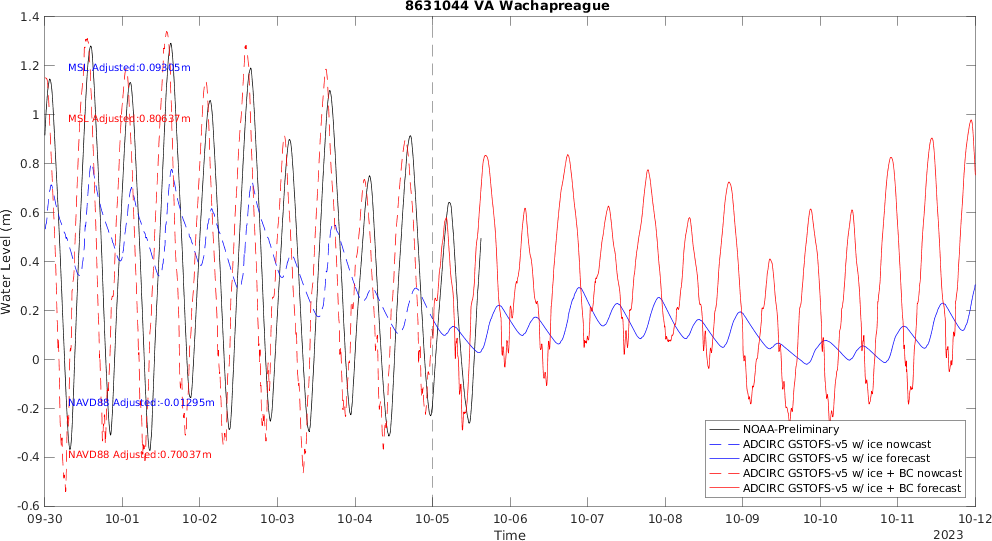 8631044 VA Wachapreague
Water Level (m)
1.4
1.2
1
0.8
0.6
0.4
0.2
0
-0.2
-0.4
-0.6
MSL Adjusted:0.09305m
MSL Adjusted:0.80637m
NAVD88 Adjusted:-0.01295m
NAVD88 Adjusted:0.70037m
NOAA-Preliminary
ADCIRC GSTOFS-v5 w/ ice nowcast
ADCIRC GSTOFS-v5 w/ ice forecast
ADCIRC GSTOFS-v5 w/ ice + BC nowcast
ADCIRC GSTOFS-v5 w/ ice + BC forecast
09-30 10-01 10-02 10-03 10-04 10-05 10-06 10-07 10-08 10-09 10-10 10-11 10-12
Time
2023